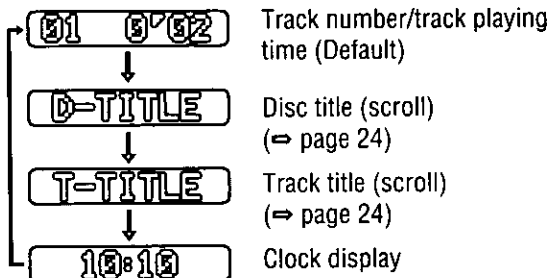 01 0'02
Track number/track playing
time (Default)
D-TITLE
Disc title (scroll)
(⇨ page 24)
T-TITLE
Track title (scroll)
(⇨ page 24)
10:10
Clock display